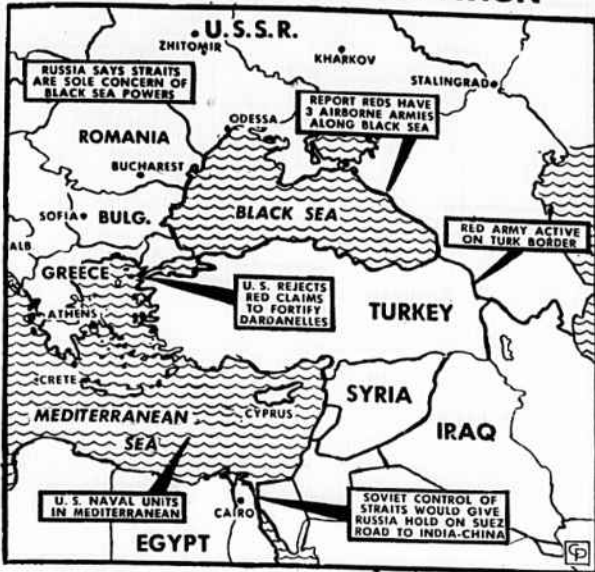 U.S.S.R.
ZHITOMIR
KHARKOV
STALINGRAD
RUSSIA SAYS STRAITS
ARE SOLE CONCERN OF
BLACK SEA POWERS
REPORT REDS HAVE
3 AIRBORNE ARMIES
ALONG BLACK SEA
ODESSA
ROMANIA
BUCHAREST
BLACK SEA
SOFIA
BULG.
RED ARMY ACTIVE
ON TURK BORDER
ALB
GREECE
U. S. REJECTS
RED CLAIMS
TO FORTIFY
DARDANELLES
TURKEY
ATHENS
CRETE
CYPRUS
SYRIA
MEDITERRANEAN
SEA
IRAQ
U. S. NAVAL UNITS
IN MEDITERRANEAN
CAIRO
SOVIET CONTROL OF
STRAITS WOULD GIVE
RUSSIA HOLD ON SUEZ
ROAD TO INDIA-CHINA
EGYPT
CP